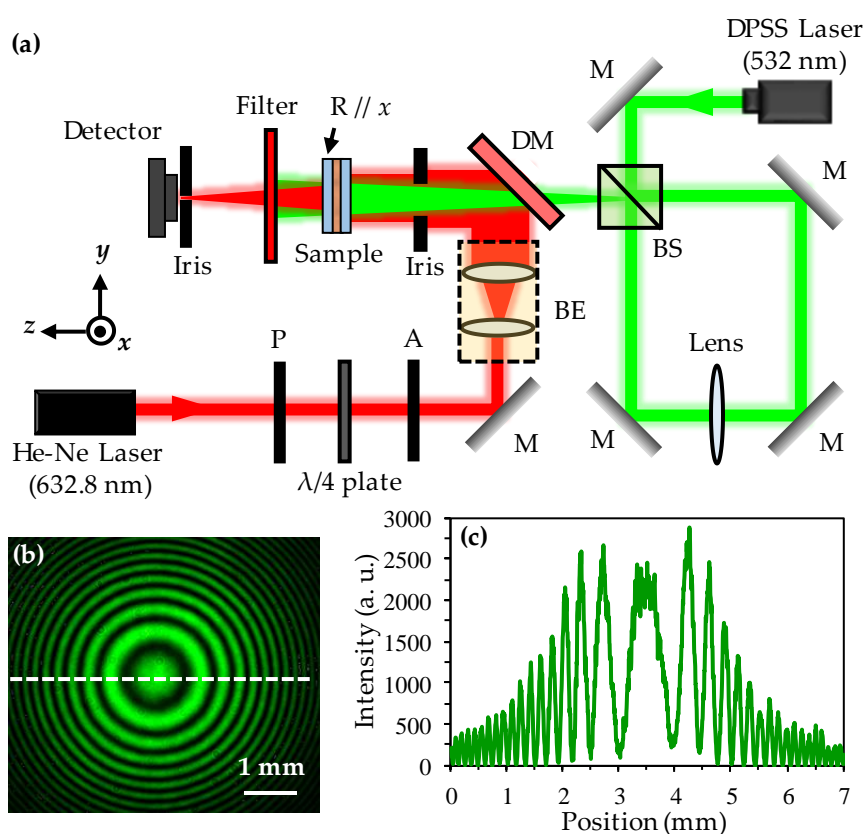 (a)
DPSS Laser
(532 nm)
M
Filter
R // x
Detector
DM
M
Iris
Sample
Iris
BS
y
z
x
BE
P
A
Lens
He-Ne Laser
(632.8 nm)
λ/4 plate
M
M
M
(b)
1 mm
(c)
Intensity (a. u.)
3000
2500
2000
1500
1000
500
0
0 1 2 3 4 5 6 7
Position (mm)